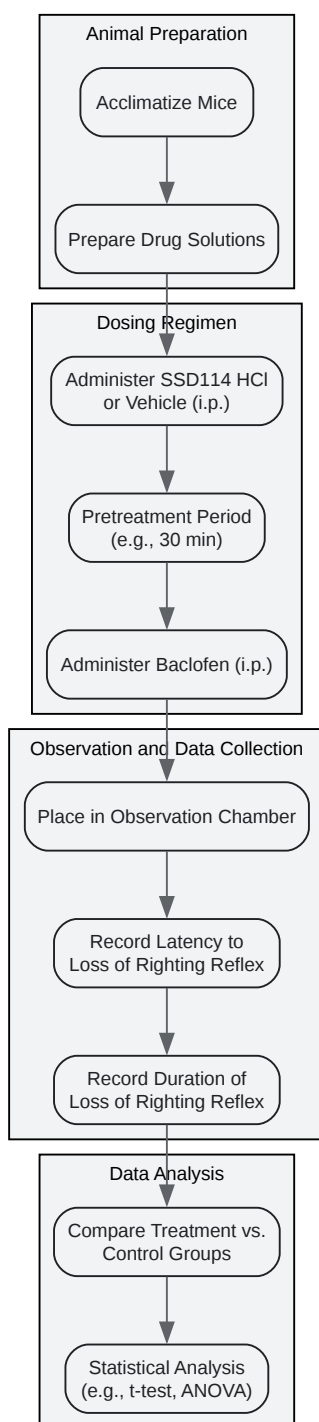 Animal Preparation
Acclimatize Mice
Prepare Drug Solutions
Dosing Regimen
Administer SSD114 HCl
or Vehicle (i.p.)
Pretreatment Period
(e.g., 30 min)
Administer Baclofen (i.p.)
Observation and Data Collection
Place in Observation Chamber
Record Latency to
Loss of Righting Reflex
Record Duration of
Loss of Righting Reflex
Data Analysis
Compare Treatment vs.
Control Groups
Statistical Analysis
(e.g., t-test, ANOVA)